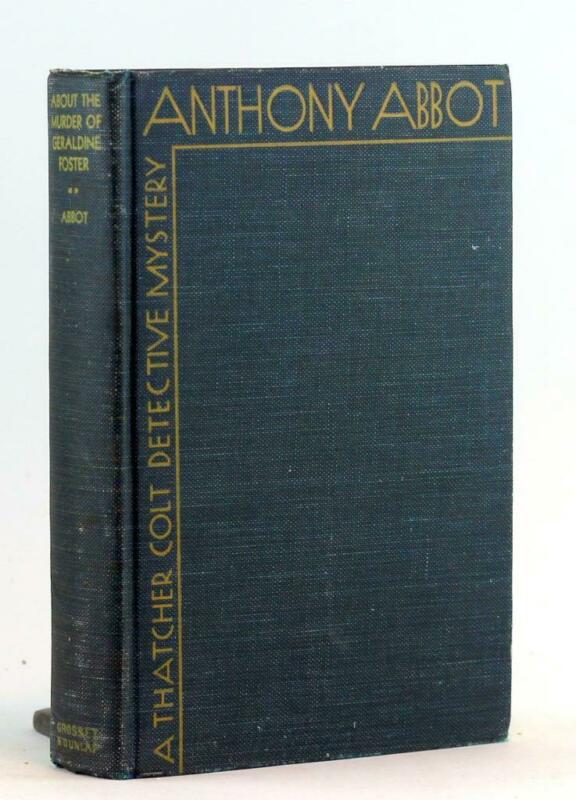 ABOUT THE
MURDER OF
GERALDINE
FOSTER
ABBOT
GROSSET
& DUNLAP
ANTHONY ABBOT
A THATCHER COLT DETECTIVE MYSTERY